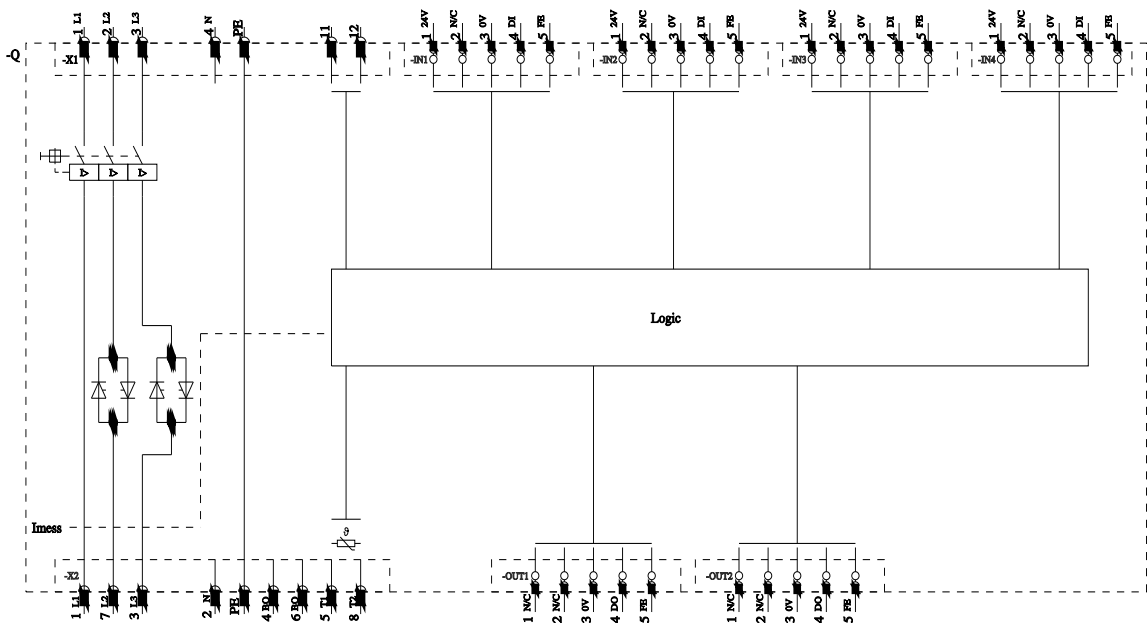 1 L1
2 L2
3 L3
4 N
PE
11
12
1 24V
2 N/C
3 0V
4 DI
5 FE
1 24V
2 N/C
3 0V
4 DI
5 FE
1 24V
2 N/C
3 0V
4 DI
5 FE
1 24V
2 N/C
3 0V
4 DI
5 FE
-Q
-X1
-IN1
-IN2
-IN3
-IN4
Logic
Imess
ϑ
-X2
-OUT1
-OUT2
1 L1
7 L2
3 L3
2 N
PE
4 BO
6 BO
5 T1
8 T2
1 N/C
2 N/C
3 0V
4 DO
5 FE
1 N/C
2 N/C
3 0V
4 DO
5 FE